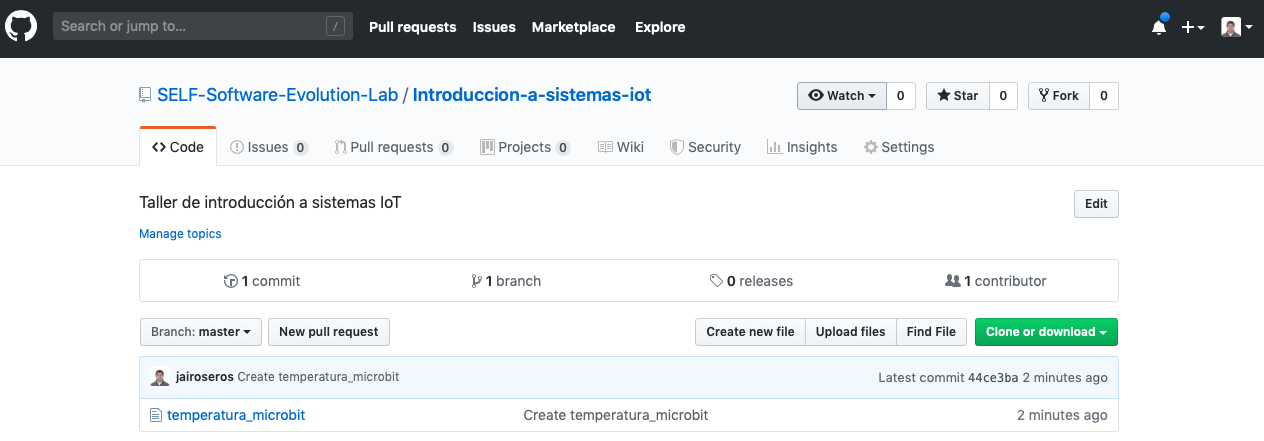 Search or jump to... / Pull requests Issues Marketplace Explore
SELF-Software-Evolution-Lab / Introduccion-a-sistemas-iot Watch 0 Star 0 Fork 0
Code Issues 0 Pull requests 0 Projects 0 Wiki Security Insights Settings
Taller de introducción a sistemas IoT Edit
Manage topics
1 commit 1 branch 0 releases 1 contributor
Branch: master New pull request Create new file Upload files Find File Clone or download
jairoseros Create temperatura_microbit Latest commit 44ce3ba 2 minutes ago
temperatura_microbit Create temperatura_microbit 2 minutes ago